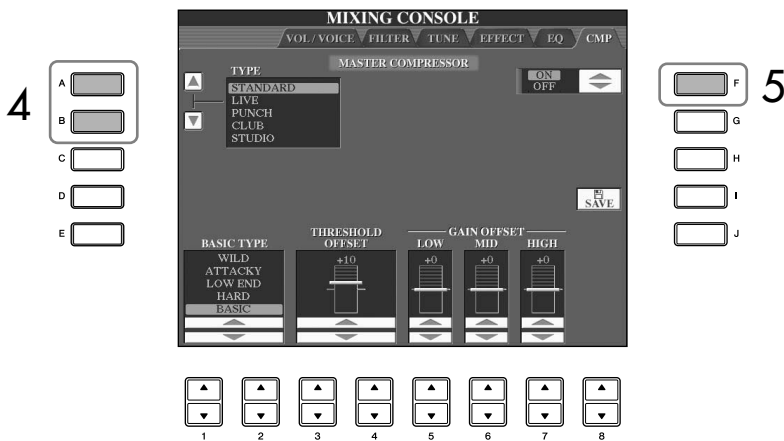 MIXING CONSOLE
VOL / VOICE FILTER TUNE EFFECT EQ CMP
MASTER COMPRESSOR
4
A
B
C
D
E
TYPE
STANDARD
LIVE
PUNCH
CLUB
STUDIO
ON
OFF
F
G
H
I
J
5
SAVE
BASIC TYPE
WILD
ATTACKY
LOW END
HARD
BASIC
THRESHOLD
OFFSET
+10
GAIN OFFSET
LOW MID HIGH
+0 +0 +0
1 2 3 4 5 6 7 8